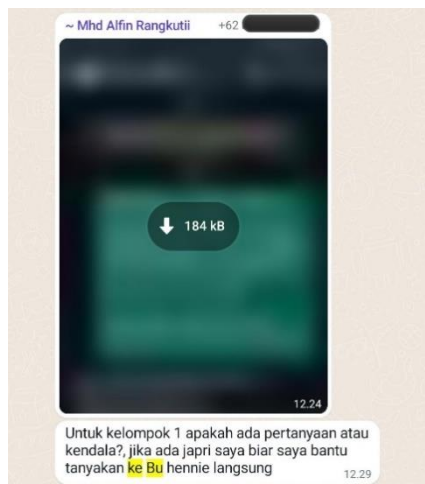 ~ Mhd Alfin Rangkutii +62
184 kB
12.24
Untuk kelompok 1 apakah ada pertanyaan atau
kendala?, jika ada japri saya biar saya bantu
tanyakan ke Bu hennie langsung
12.29